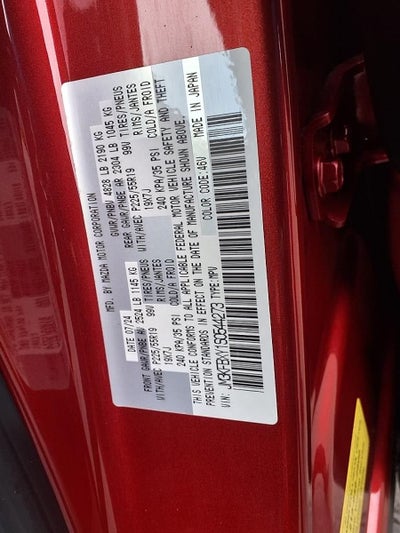 MFD. BY MAZDA MOTOR CORPORATION
DATE 07/24 GVWR/PNBV 4828 LB 2190 KG
FRONT GAWR/PNBE AV 2524 LB 1145 KG REAR GAWR/PNBE AR 2304 LB 1045 KG
WITH/AVEC P225/55R19 99V TIRES/PNEUS WITH/AVEC P225/55R19 99V TIRES/PNEUS
19X7J RIMS/JANTES 19X7J RIMS/JANTES
240 KPA/35 PSI COLD/A FROID 240 KPA/35 PSI COLD/A FROID
THIS VEHICLE CONFORMS TO ALL APPLICABLE FEDERAL MOTOR VEHICLE SAFETY AND THEFT
PREVENTION STANDARDS IN EFFECT ON THE DATE OF MANUFACTURE SHOWN ABOVE.
TYPE:MPV MADE IN JAPAN
VIN: COLOR CODE:46V